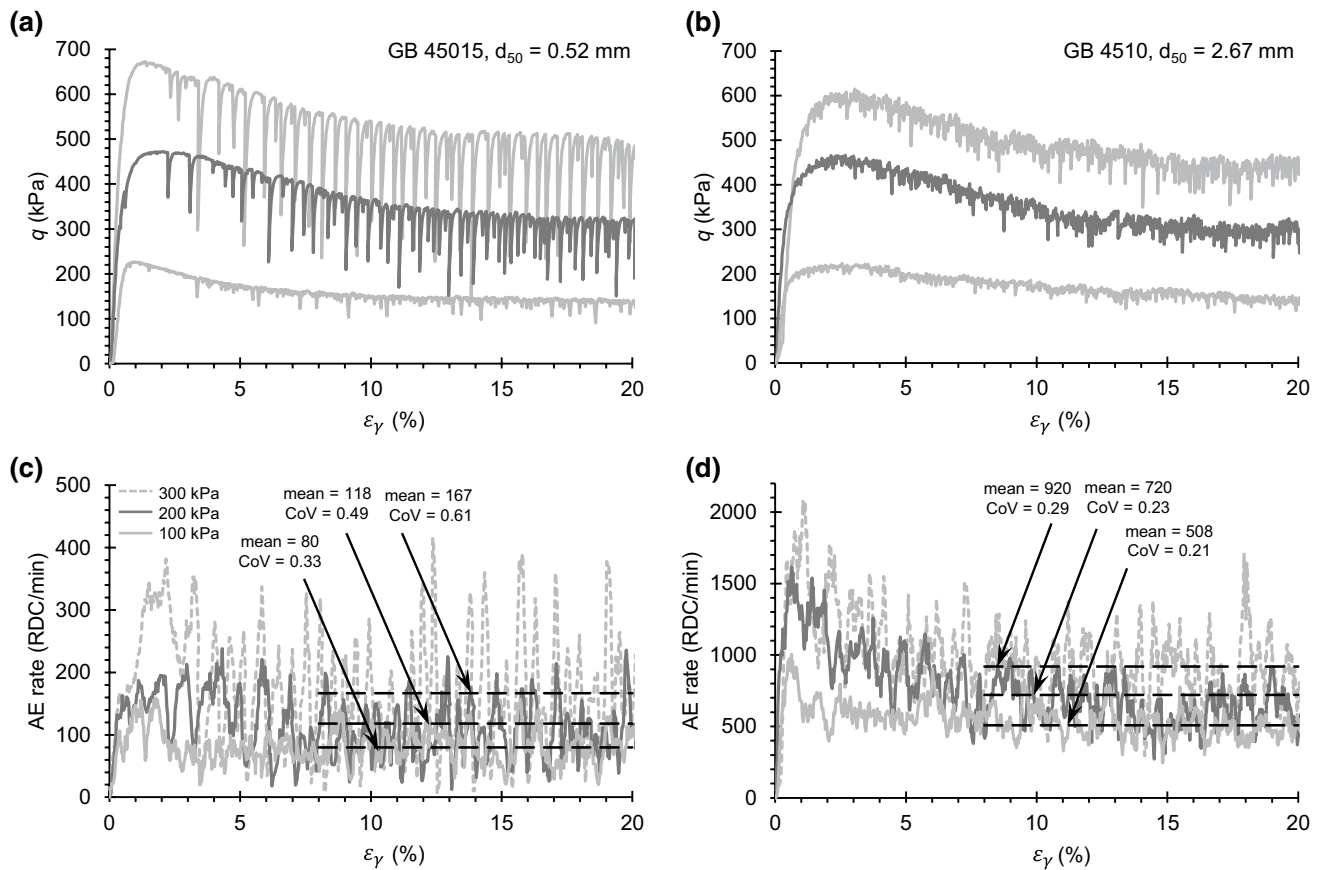 (a)
GB 45015, d50 = 0.52 mm
700
600
500
400
300
200
100
0
q (kPa)
0 5 10 15 20
εγ (%)
(b)
GB 4510, d50 = 2.67 mm
700
600
500
400
300
200
100
0
q (kPa)
0 5 10 15 20
εγ (%)
(c)
500
400
300
200
100
0
AE rate (RDC/min)
300 kPa
200 kPa
100 kPa
mean = 118
CoV = 0.49
mean = 167
CoV = 0.61
mean = 80
CoV = 0.33
0 5 10 15 20
εγ (%)
(d)
2000
1500
1000
500
0
AE rate (RDC/min)
mean = 920
CoV = 0.29
mean = 720
CoV = 0.23
mean = 508
CoV = 0.21
0 5 10 15 20
εγ (%)